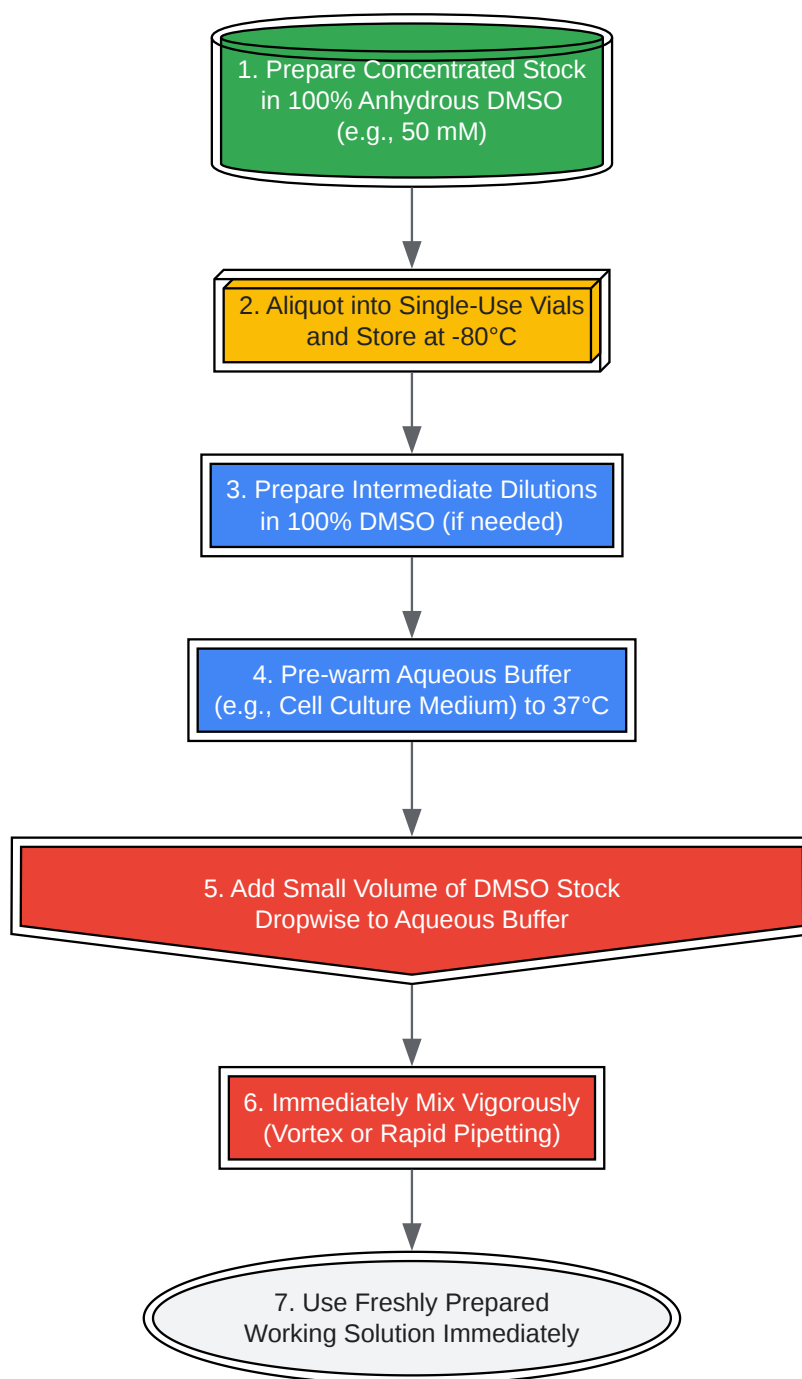 1. Prepare Concentrated Stock
in 100% Anhydrous DMSO
(e.g., 50 mM)
2. Aliquot into Single-Use Vials
and Store at -80°C
3. Prepare Intermediate Dilutions
in 100% DMSO (if needed)
4. Pre-warm Aqueous Buffer
(e.g., Cell Culture Medium) to 37°C
5. Add Small Volume of DMSO Stock
Dropwise to Aqueous Buffer
6. Immediately Mix Vigorously
(Vortex or Rapid Pipetting)
7. Use Freshly Prepared
Working Solution Immediately